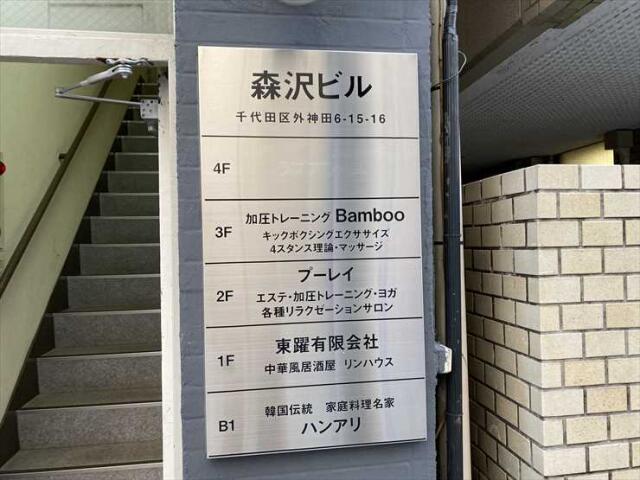 森沢ビル
千代田区外神田6-15-16
4F
3F 加圧トレーニング Bamboo
キックボクシングエクササイズ
4スタンス理論・マッサージ
プーレイ
2F エステ・加圧トレーニング・ヨガ
各種リラクゼーションサロン
東躍有限会社
1F 中華風居酒屋 リンハウス
韓国伝統 家庭料理名家
B1 ハンアリ